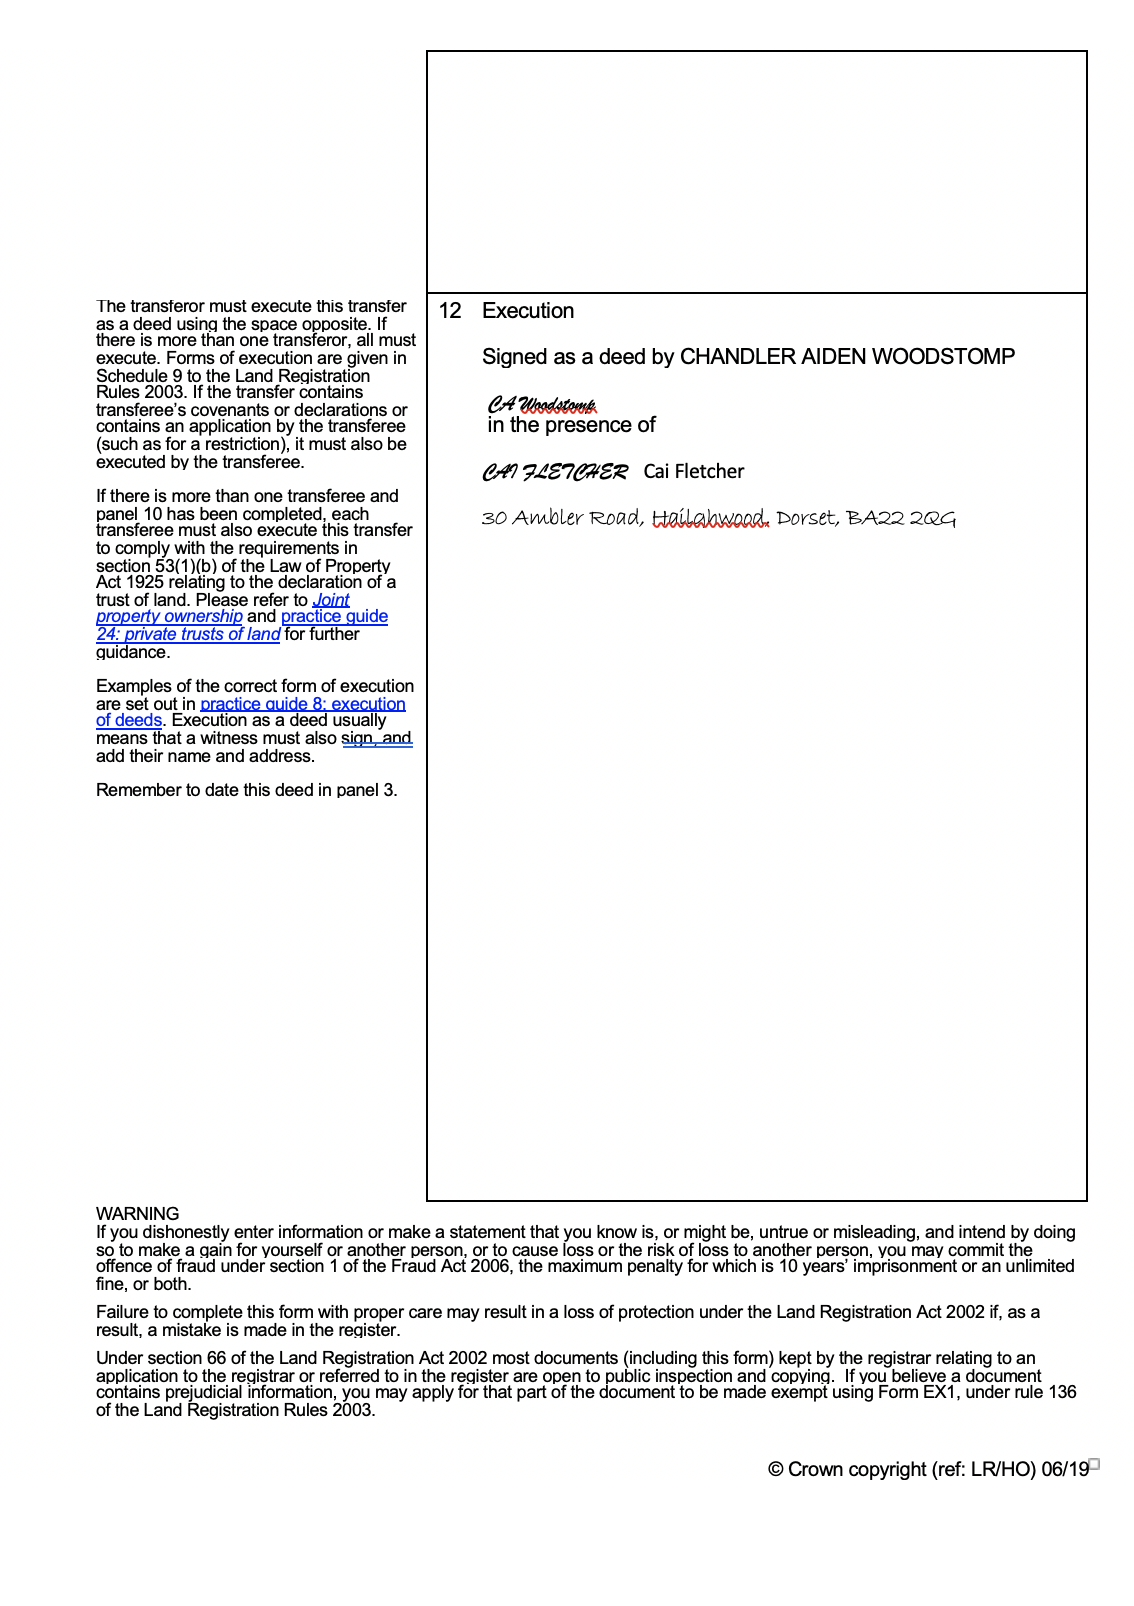 The transferor must execute this transfer
as a deed using the space opposite. If
there is more than one transferor, all must
execute. Forms of execution are given in
Schedule 9 to the Land Registration
Rules 2003. If the transfer contains
transferee's covenants or declarations or
contains an application by the transferee
(such as for a restriction), it must also be
executed by the transferee.
If there is more than one transferee and
panel 10 has been completed, each
transferee must also execute this transfer
to comply with the requirements in
section 53(1)(b) of the Law of Property
Act 1925 relating to the declaration of a
trust of land. Please refer to Joint
property ownership and practice guide
24: private trusts of land for further
guidance.
Examples of the correct form of execution
are set out in practice guide 8: execution
of deeds. Execution as a deed usually
means that a witness must also sign, and
add their name and address.
Remember to date this deed in panel 3.
12 Execution
Signed as a deed by CHANDLER AIDEN WOODSTOMP
CA Woodstomp
in the presence of
CAI FLETCHER Cai Fletcher
30 Ambler Road, Hailahwood, Dorset, BA22 2QG
WARNING
If you dishonestly enter information or make a statement that you know is, or might be, untrue or misleading, and intend by doing
so to make a gain for yourself or another person, or to cause loss or the risk of loss to another person, you may commit the
offence of fraud under section 1 of the Fraud Act 2006, the maximum penalty for which is 10 years' imprisonment or an unlimited
fine, or both.
Failure to complete this form with proper care may result in a loss of protection under the Land Registration Act 2002 if, as a
result, a mistake is made in the register.
Under section 66 of the Land Registration Act 2002 most documents (including this form) kept by the registrar relating to an
application to the registrar or referred to in the register are open to public inspection and copying.  If you believe a document
contains prejudicial information, you may apply for that part of the document to be made exempt using Form EX1, under rule 136
of the Land Registration Rules 2003.
© Crown copyright (ref: LR/HO) 06/19